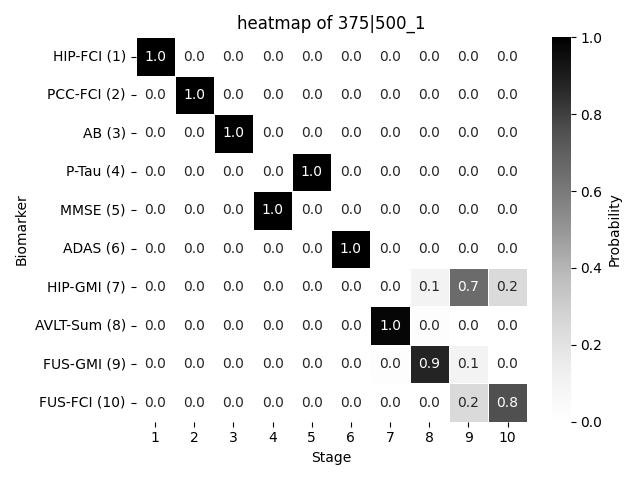 heatmap of 375|500_1
HIP-FCI (1) 1.0 0.0 0.0 0.0 0.0 0.0 0.0 0.0 0.0 0.0
PCC-FCI (2) 0.0 1.0 0.0 0.0 0.0 0.0 0.0 0.0 0.0 0.0
AB (3) 0.0 0.0 1.0 0.0 0.0 0.0 0.0 0.0 0.0 0.0
P-Tau (4) 0.0 0.0 0.0 0.0 1.0 0.0 0.0 0.0 0.0 0.0
MMSE (5) 0.0 0.0 0.0 1.0 0.0 0.0 0.0 0.0 0.0 0.0
ADAS (6) 0.0 0.0 0.0 0.0 0.0 1.0 0.0 0.0 0.0 0.0
HIP-GMI (7) 0.0 0.0 0.0 0.0 0.0 0.0 0.0 0.1 0.7 0.2
AVLT-Sum (8) 0.0 0.0 0.0 0.0 0.0 0.0 1.0 0.0 0.0 0.0
FUS-GMI (9) 0.0 0.0 0.0 0.0 0.0 0.0 0.0 0.9 0.1 0.0
FUS-FCI (10) 0.0 0.0 0.0 0.0 0.0 0.0 0.0 0.0 0.2 0.8
1 2 3 4 5 6 7 8 9 10
Stage
Biomarker
1.0
0.8
0.6
0.4
0.2
0.0
Probability